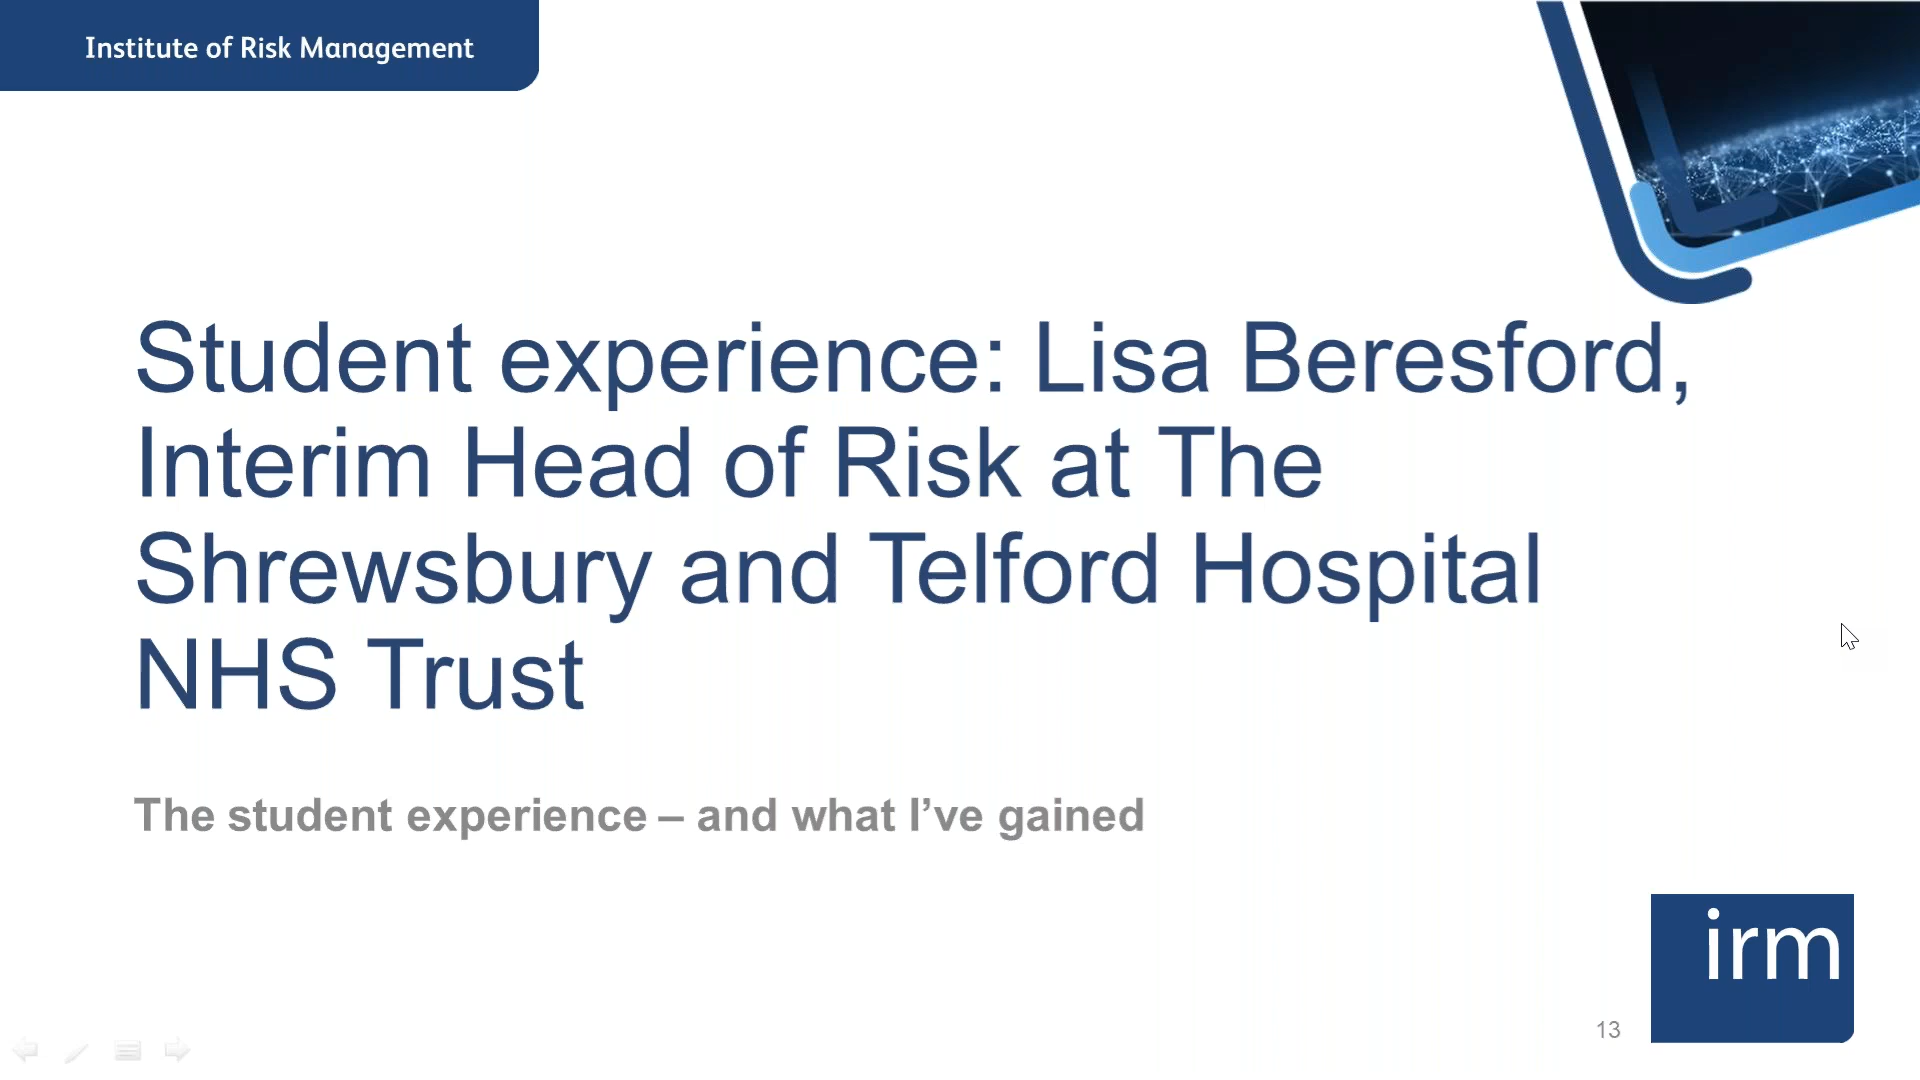 Institute of Risk Management
Student experience: Lisa Beresford,
Interim Head of Risk at The
Shrewsbury and Telford Hospital
NHS Trust
The student experience – and what I’ve gained
irm
13